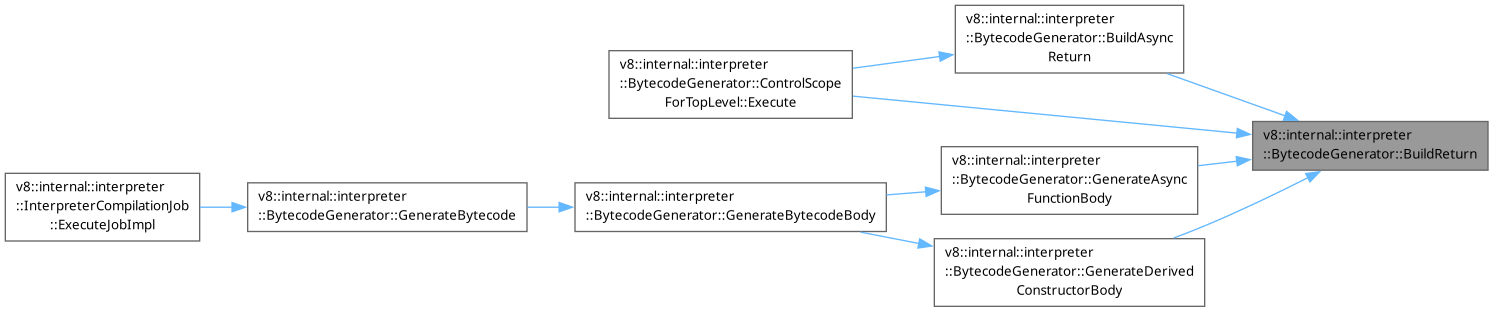 v8::internal::interpreter
::BytecodeGenerator::BuildAsync
Return
v8::internal::interpreter
::BytecodeGenerator::ControlScope
ForTopLevel::Execute
v8::internal::interpreter
::BytecodeGenerator::BuildReturn
v8::internal::interpreter
::BytecodeGenerator::GenerateAsync
FunctionBody
v8::internal::interpreter
::InterpreterCompilationJob
::ExecuteJobImpl
v8::internal::interpreter
::BytecodeGenerator::GenerateBytecode
v8::internal::interpreter
::BytecodeGenerator::GenerateBytecodeBody
v8::internal::interpreter
::BytecodeGenerator::GenerateDerived
ConstructorBody